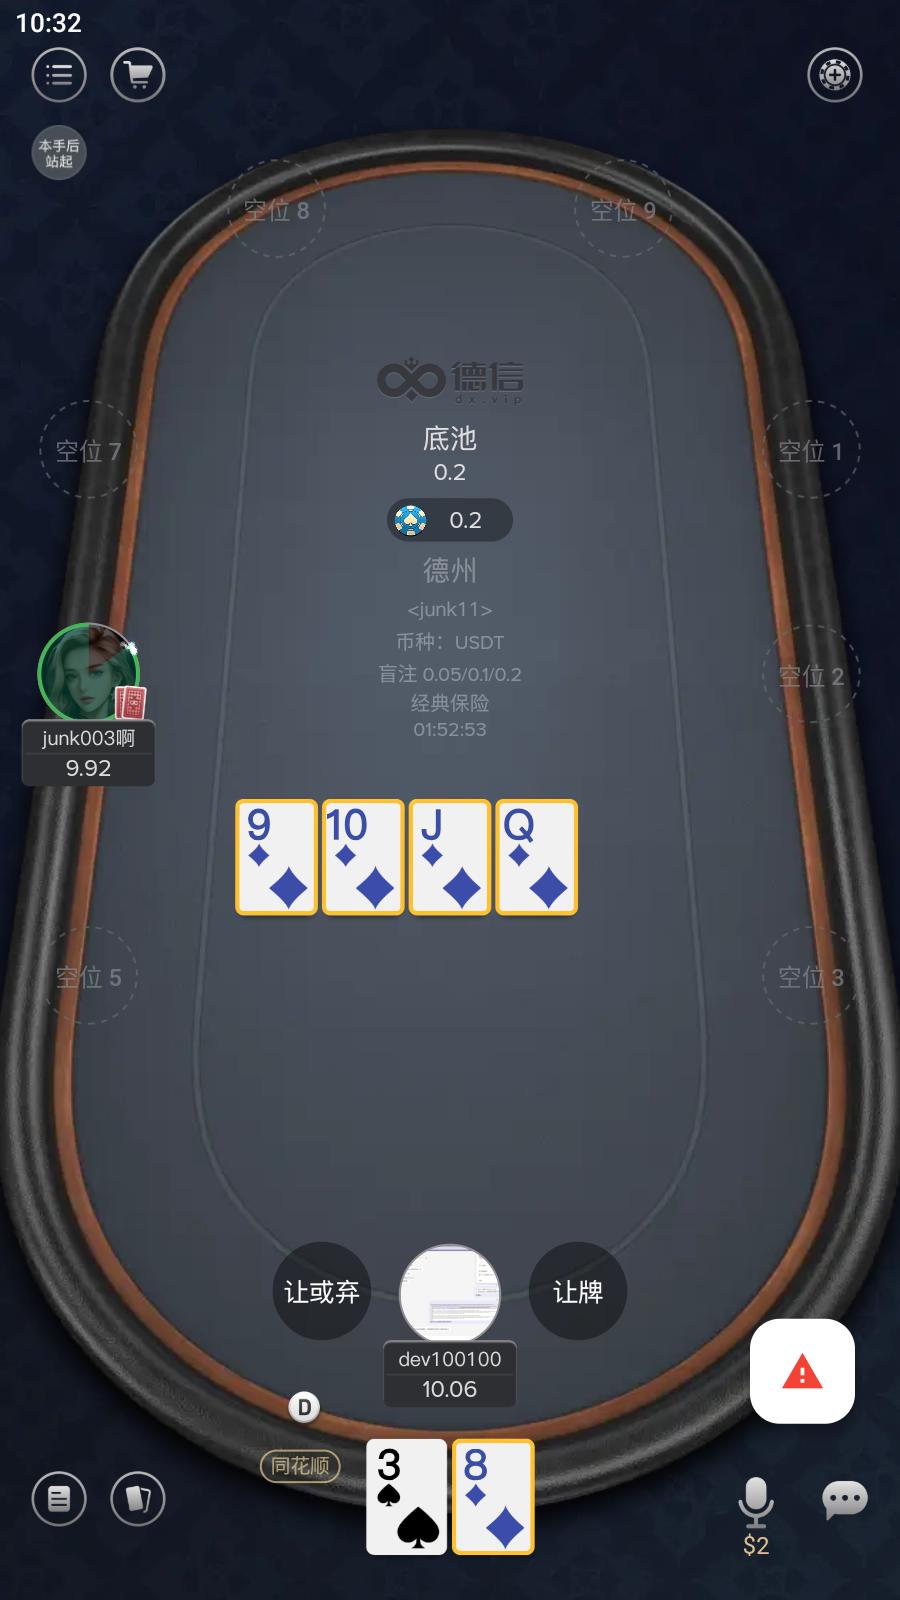 10:32
本手后
站起
空位 8
空位 9
德信
dx.vip
底池
0.2
0.2
空位 7
空位 1
德州
<junk11>
币种：USDT
盲注 0.05/0.1/0.2
经典保险
01:52:53
空位 2
junk003啊
9.92
9 10 J Q
空位 5
空位 3
让或弃
让牌
dev100100
10.06
D
同花顺
3 8
$2